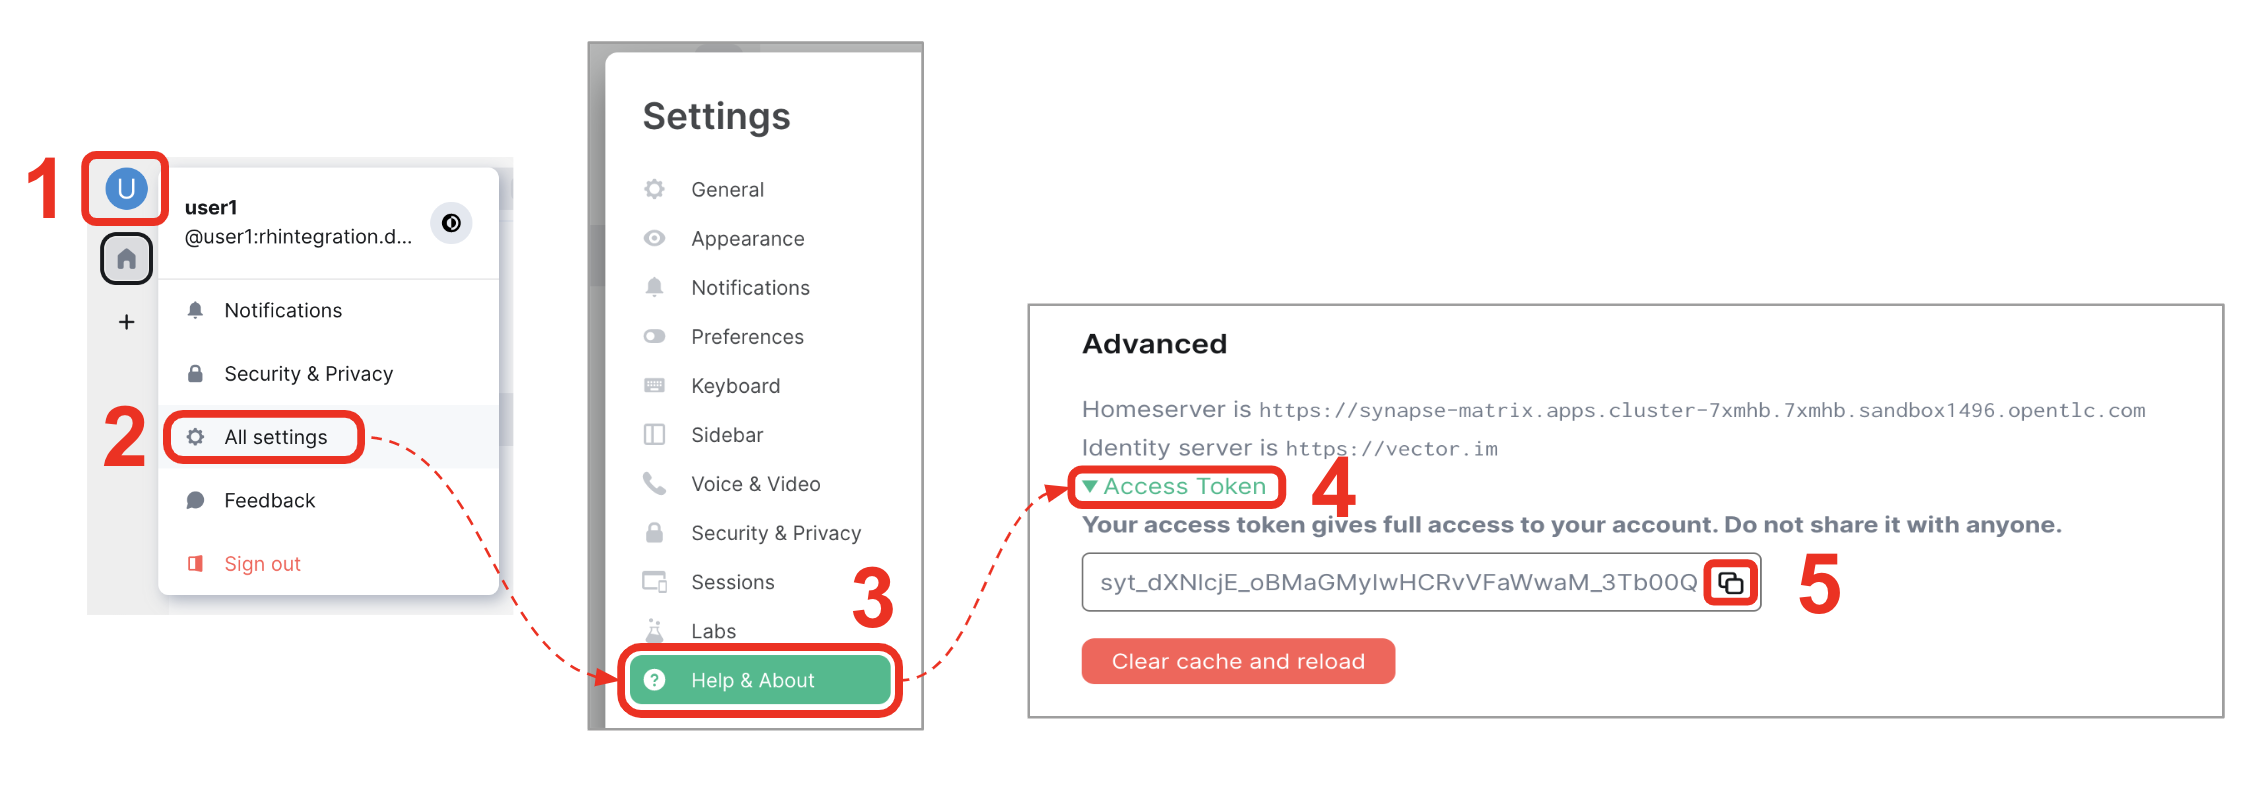 1
U
user1
@user1:rhintegration.d...
Notifications
Security & Privacy
2
All settings
Feedback
Sign out
Settings
General
Appearance
Notifications
Preferences
Keyboard
Sidebar
Voice & Video
Security & Privacy
Sessions
3
Labs
Help & About
Advanced
Homeserver is https://synapse-matrix.apps.cluster-7xmhb.7xmhb.sandbox1496.opentlc.com
Identity server is https://vector.im
Access Token
4
Your access token gives full access to your account. Do not share it with anyone.
syt_dXNlcjE_oBMaGMyIwHCRvVFaWwaM_3Tb00Q
5
Clear cache and reload